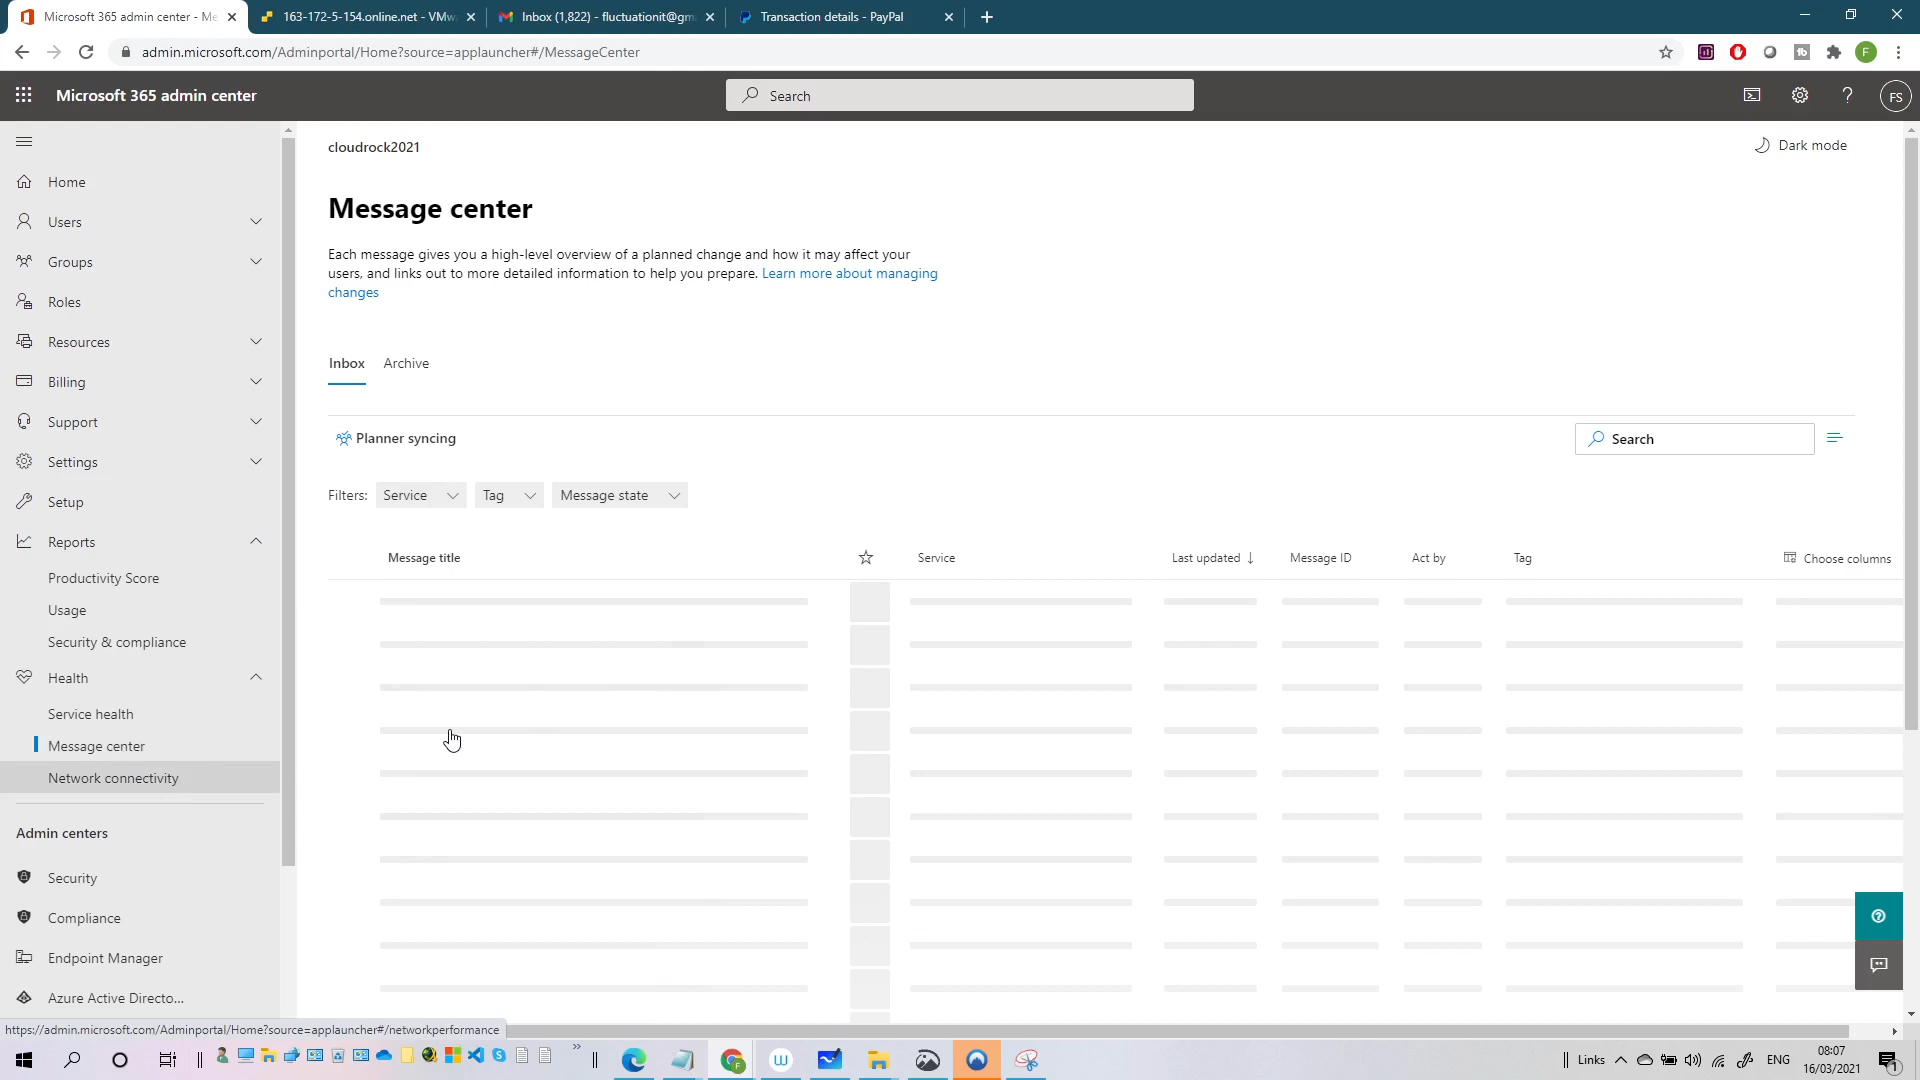 Microsoft 365 admin center - Me
163-172-5-154.online.net - VMwa
Inbox (1,822) - fluctuationit@gm
Transaction details - PayPal
admin.microsoft.com/Adminportal/Home?source=applauncher#/MessageCenter
F
Microsoft 365 admin center
Search
FS
Home
Users
Groups
Roles
Resources
Billing
Support
Settings
Setup
Reports
Productivity Score
Usage
Security & compliance
Health
Service health
Message center
Network connectivity
Admin centers
Security
Compliance
Endpoint Manager
Azure Active Directo...
cloudrock2021
Dark mode
Message center
Each message gives you a high-level overview of a planned change and how it may affect your
users, and links out to more detailed information to help you prepare. Learn more about managing
changes
Inbox
Archive
Planner syncing
Search
Filters:
Service
Tag
Message state
Message title
Service
Last updated
Message ID
Act by
Tag
Choose columns
https://admin.microsoft.com/Adminportal/Home?source=applauncher#/networkperformance
Links
ENG
08:07
16/03/2021
1